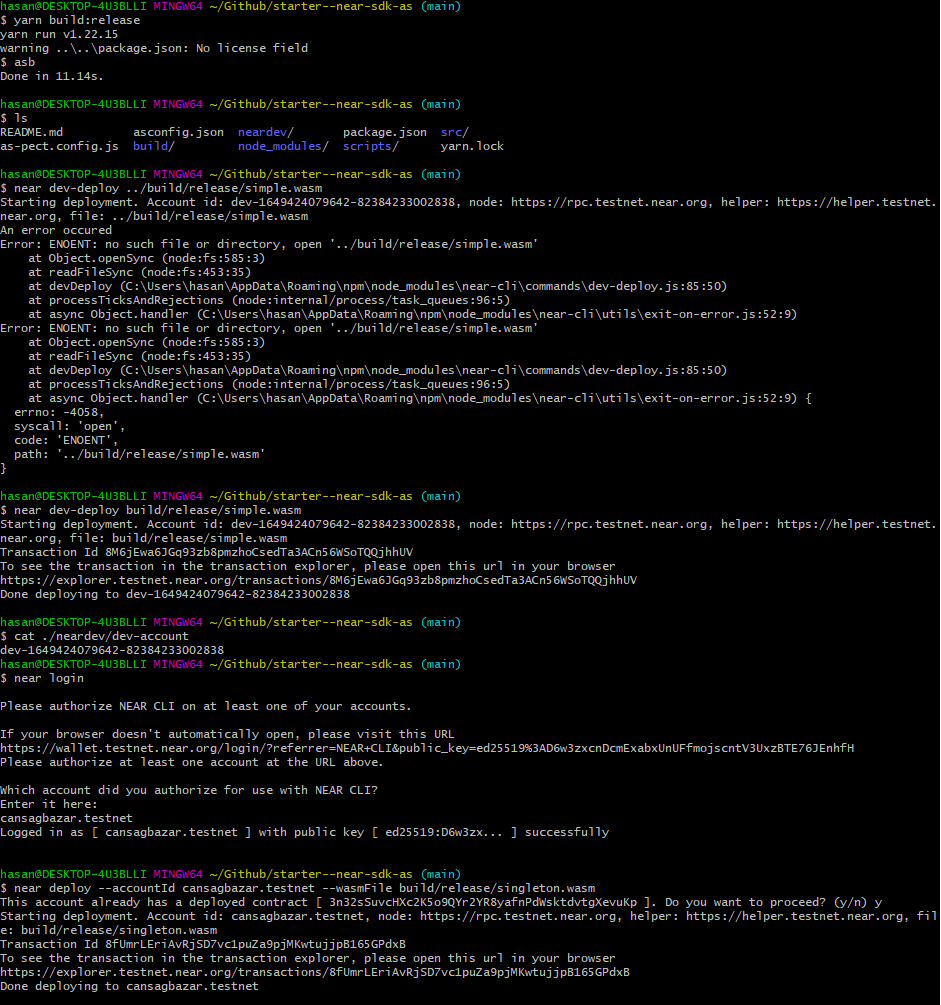 hasan@DESKTOP-4U3BLLI MINGW64 ~/Github/starter--near-sdk-as (main)
$ yarn build:release
yarn run v1.22.15
warning ..\..\package.json: No license field
$ asb
Done in 11.14s.
hasan@DESKTOP-4U3BLLI MINGW64 ~/Github/starter--near-sdk-as (main)
$ ls
README.md          asconfig.json  neardev/       package.json  src/
as-pect.config.js  build/         node_modules/  scripts/      yarn.lock
hasan@DESKTOP-4U3BLLI MINGW64 ~/Github/starter--near-sdk-as (main)
$ near dev-deploy ../build/release/simple.wasm
Starting deployment. Account id: dev-1649424079642-82384233002838, node: https://rpc.testnet.near.org, helper: https://helper.testnet.
near.org, file: ../build/release/simple.wasm
An error occured
Error: ENOENT: no such file or directory, open '../build/release/simple.wasm'
    at Object.openSync (node:fs:585:3)
    at readFileSync (node:fs:453:35)
    at devDeploy (C:\Users\hasan\AppData\Roaming\npm\node_modules\near-cli\commands\dev-deploy.js:85:50)
    at processTicksAndRejections (node:internal/process/task_queues:96:5)
    at async Object.handler (C:\Users\hasan\AppData\Roaming\npm\node_modules\near-cli\utils\exit-on-error.js:52:9)
Error: ENOENT: no such file or directory, open '../build/release/simple.wasm'
    at Object.openSync (node:fs:585:3)
    at readFileSync (node:fs:453:35)
    at devDeploy (C:\Users\hasan\AppData\Roaming\npm\node_modules\near-cli\commands\dev-deploy.js:85:50)
    at processTicksAndRejections (node:internal/process/task_queues:96:5)
    at async Object.handler (C:\Users\hasan\AppData\Roaming\npm\node_modules\near-cli\utils\exit-on-error.js:52:9) {
  errno: -4058,
  syscall: 'open',
  code: 'ENOENT',
  path: '../build/release/simple.wasm'
}
hasan@DESKTOP-4U3BLLI MINGW64 ~/Github/starter--near-sdk-as (main)
$ near dev-deploy build/release/simple.wasm
Starting deployment. Account id: dev-1649424079642-82384233002838, node: https://rpc.testnet.near.org, helper: https://helper.testnet.
near.org, file: build/release/simple.wasm
Transaction Id 8M6jEwa6JGq93zb8pmzhoCsedTa3ACn56WSoTQQjhhUV
To see the transaction in the transaction explorer, please open this url in your browser
https://explorer.testnet.near.org/transactions/8M6jEwa6JGq93zb8pmzhoCsedTa3ACn56WSoTQQjhhUV
Done deploying to dev-1649424079642-82384233002838
hasan@DESKTOP-4U3BLLI MINGW64 ~/Github/starter--near-sdk-as (main)
$ cat ./neardev/dev-account
dev-1649424079642-82384233002838
hasan@DESKTOP-4U3BLLI MINGW64 ~/Github/starter--near-sdk-as (main)
$ near login
Please authorize NEAR CLI on at least one of your accounts.
If your browser doesn't automatically open, please visit this URL
https://wallet.testnet.near.org/login/?referrer=NEAR+CLI&public_key=ed25519%3AD6w3zxcnDcmExabxUnUFfmojscntV3UxzBTE76JEnhfH
Please authorize at least one account at the URL above.
Which account did you authorize for use with NEAR CLI?
Enter it here:
cansagbazar.testnet
Logged in as [ cansagbazar.testnet ] with public key [ ed25519:D6w3zx... ] successfully
hasan@DESKTOP-4U3BLLI MINGW64 ~/Github/starter--near-sdk-as (main)
$ near deploy --accountId cansagbazar.testnet --wasmFile build/release/singleton.wasm
This account already has a deployed contract [ 3n32sSuvcHXc2K5o9QYr2YR8yafnPdWsktdvtgXevuKp ]. Do you want to proceed? (y/n) y
Starting deployment. Account id: cansagbazar.testnet, node: https://rpc.testnet.near.org, helper: https://helper.testnet.near.org, fil
e: build/release/singleton.wasm
Transaction Id 8fUmrLEriAvRjSD7vc1puZa9pjMKwtujjpB165GPdxB
To see the transaction in the transaction explorer, please open this url in your browser
https://explorer.testnet.near.org/transactions/8fUmrLEriAvRjSD7vc1puZa9pjMKwtujjpB165GPdxB
Done deploying to cansagbazar.testnet